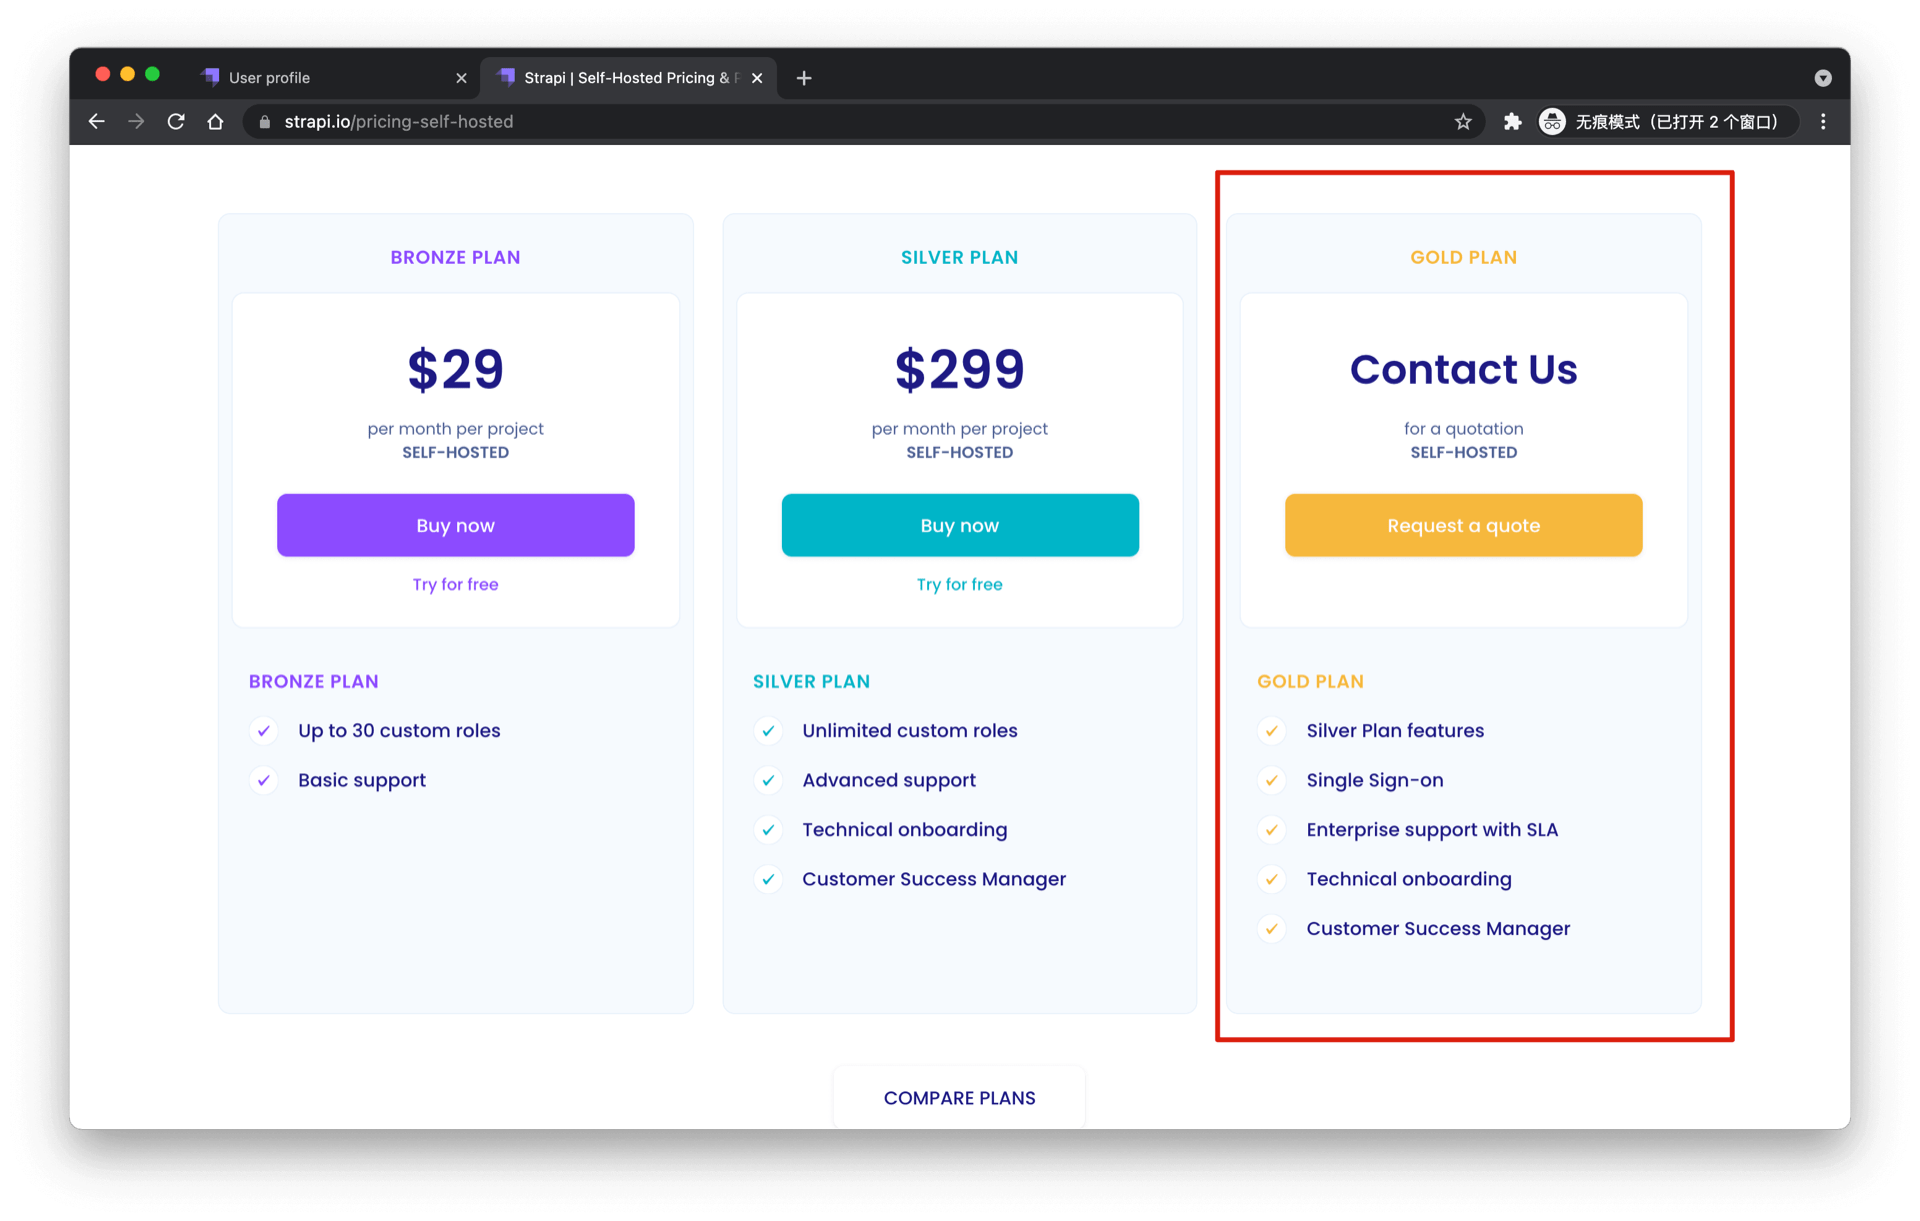 User profile
Strapi | Self-Hosted Pricing &
strapi.io/pricing-self-hosted
无痕模式（已打开 2 个窗口）
BRONZE PLAN
$29
per month per project
SELF-HOSTED
Buy now
Try for free
BRONZE PLAN
Up to 30 custom roles
Basic support
SILVER PLAN
$299
per month per project
SELF-HOSTED
Buy now
Try for free
SILVER PLAN
Unlimited custom roles
Advanced support
Technical onboarding
Customer Success Manager
GOLD PLAN
Contact Us
for a quotation
SELF-HOSTED
Request a quote
GOLD PLAN
Silver Plan features
Single Sign-on
Enterprise support with SLA
Technical onboarding
Customer Success Manager
COMPARE PLANS